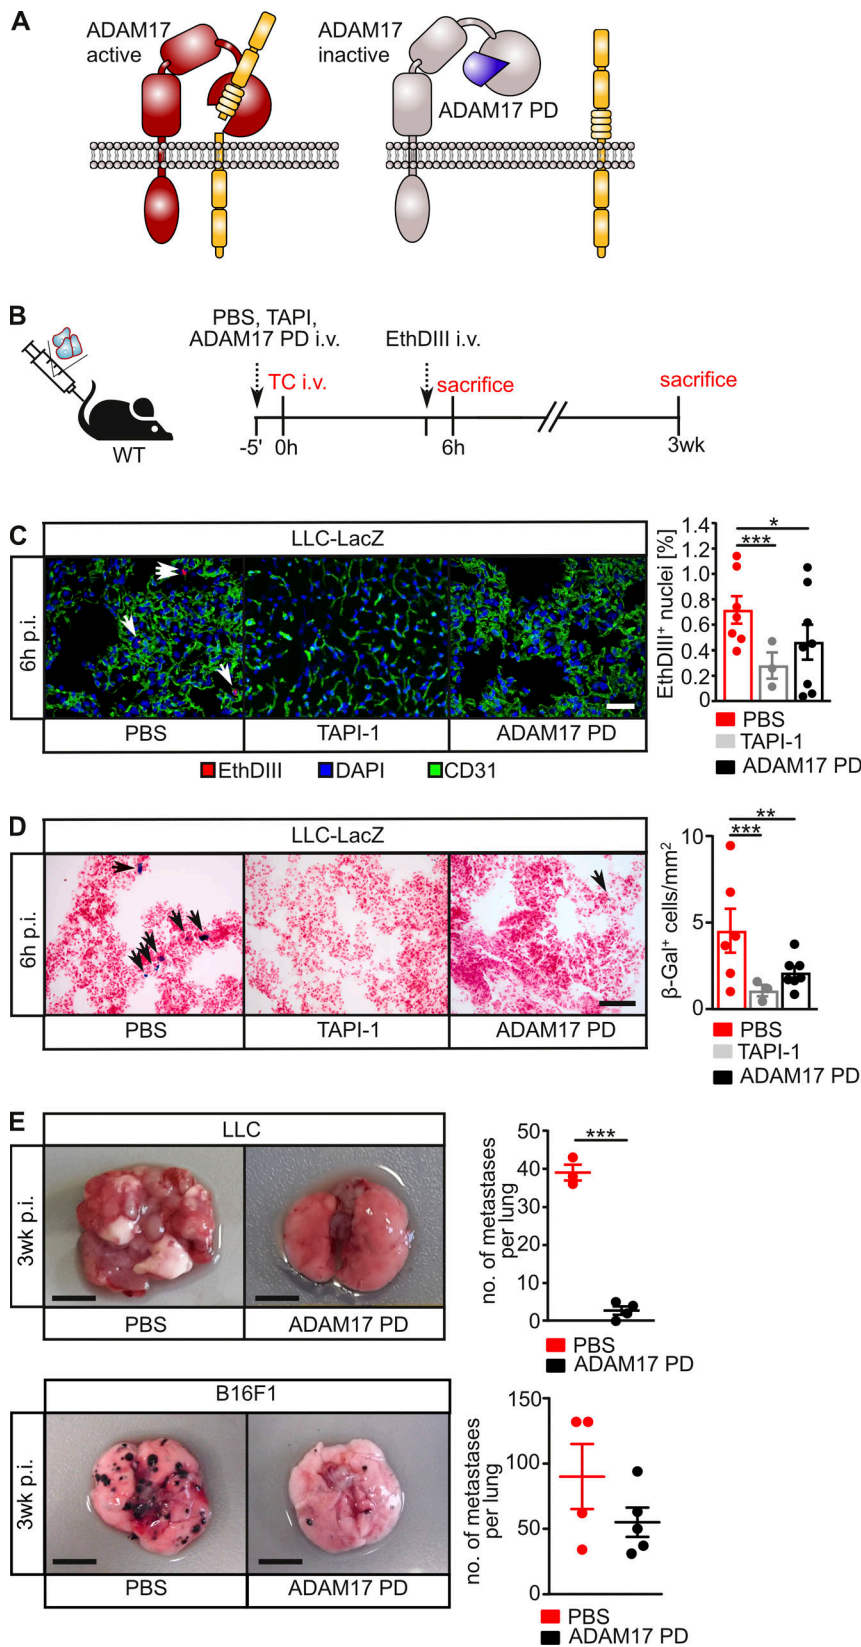 A
ADAM17
active
ADAM17
inactive
ADAM17 PD
B
WT
PBS, TAPI,
ADAM17 PD i.v.
EthDIII i.v.
TC i.v.
sacrifice
sacrifice
-5'
0h
6h
3wk
C
LLC-LacZ
6h p.i.
PBS
TAPI-1
ADAM17 PD
EthDIII
DAPI
CD31
EthDIII⁺ nuclei [%]
1.4
1.2
1.0
0.8
0.6
0.4
0.2
0
*
***
PBS
TAPI-1
ADAM17 PD
D
LLC-LacZ
6h p.i.
PBS
TAPI-1
ADAM17 PD
β-Gal⁺ cells/mm²
10
5
0
**
***
PBS
TAPI-1
ADAM17 PD
E
LLC
3wk p.i.
PBS
ADAM17 PD
no. of metastases
per lung
50
40
30
20
10
0
***
PBS
ADAM17 PD
B16F1
3wk p.i.
PBS
ADAM17 PD
no. of metastases
per lung
150
100
50
0
PBS
ADAM17 PD